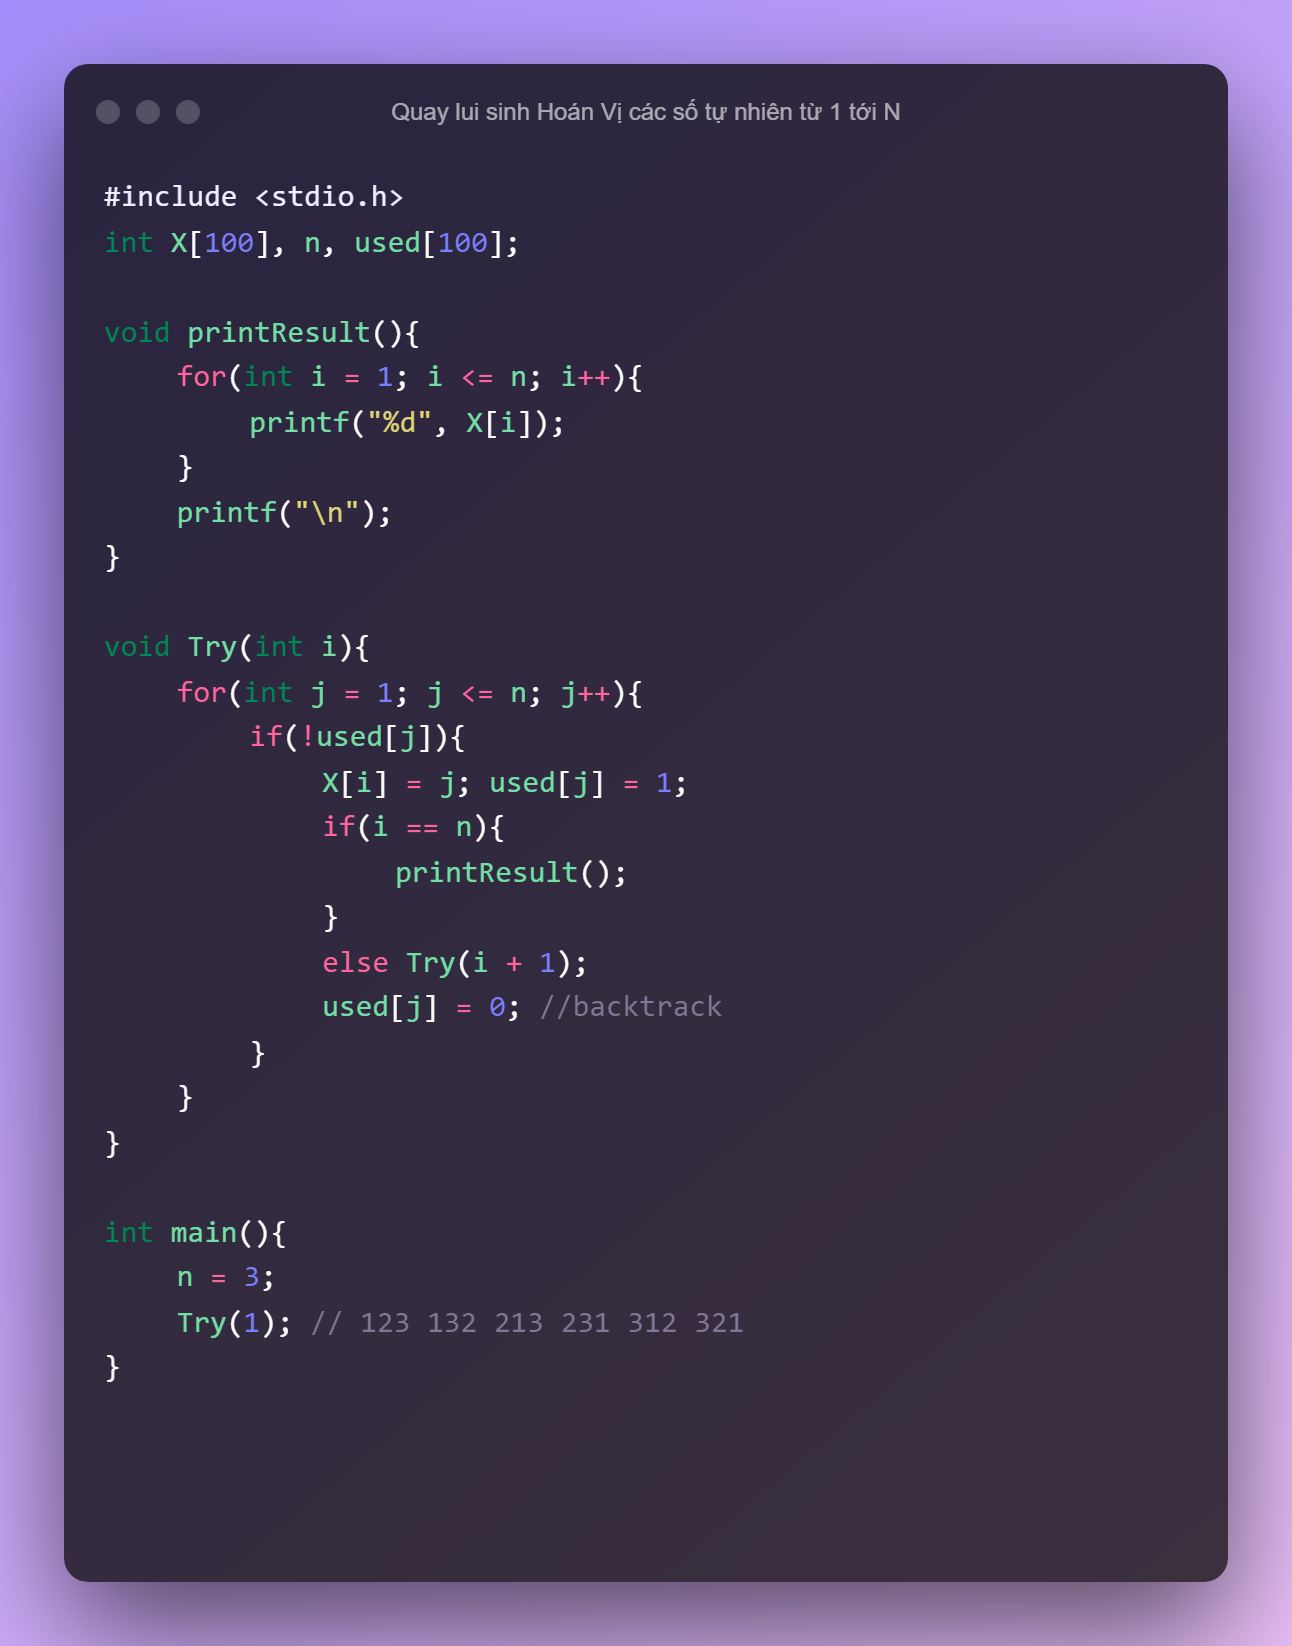 Quay lui sinh Hoán Vị các số tự nhiên từ 1 tới N
#include <stdio.h>
int X[100], n, used[100];
void printResult(){
for(int i = 1; i <= n; i++){
printf("%d", X[i]);
}
printf("\n");
}
void Try(int i){
for(int j = 1; j <= n; j++){
if(!used[j]){
X[i] = j; used[j] = 1;
if(i == n){
printResult();
}
else Try(i + 1);
used[j] = 0; //backtrack
}
}
}
int main(){
n = 3;
Try(1); // 123 132 213 231 312 321
}